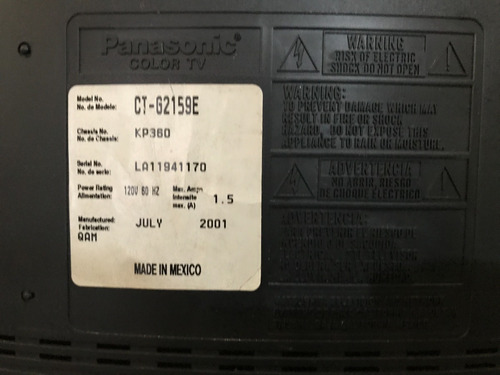 Panasonic
COLOR TV
Model No.
No. de Modelo:
CT-G2159E
Chassis No.
No. de Chassis:
KP360
Serial No.
No. de serie:
LA11941170
Power Rating
Alimentación:
120V 60 HZ
Max. Amps
Intensité
max. (A)
1.5
Manufactured:
Fabrication:
JULY 2001
QAM
MADE IN MEXICO
WARNING
RISK OF ELECTRIC
SHOCK DO NOT OPEN
WARNING:
TO PREVENT DAMAGE WHICH MAY
RESULT IN FIRE OR SHOCK
HAZARD, DO NOT EXPOSE THIS
APPLIANCE TO RAIN OR MOISTURE.
ADVERTENCIA
NO ABRIR, RIESGO
DE CHOQUE ELECTRICO
ADVERTENCIA: